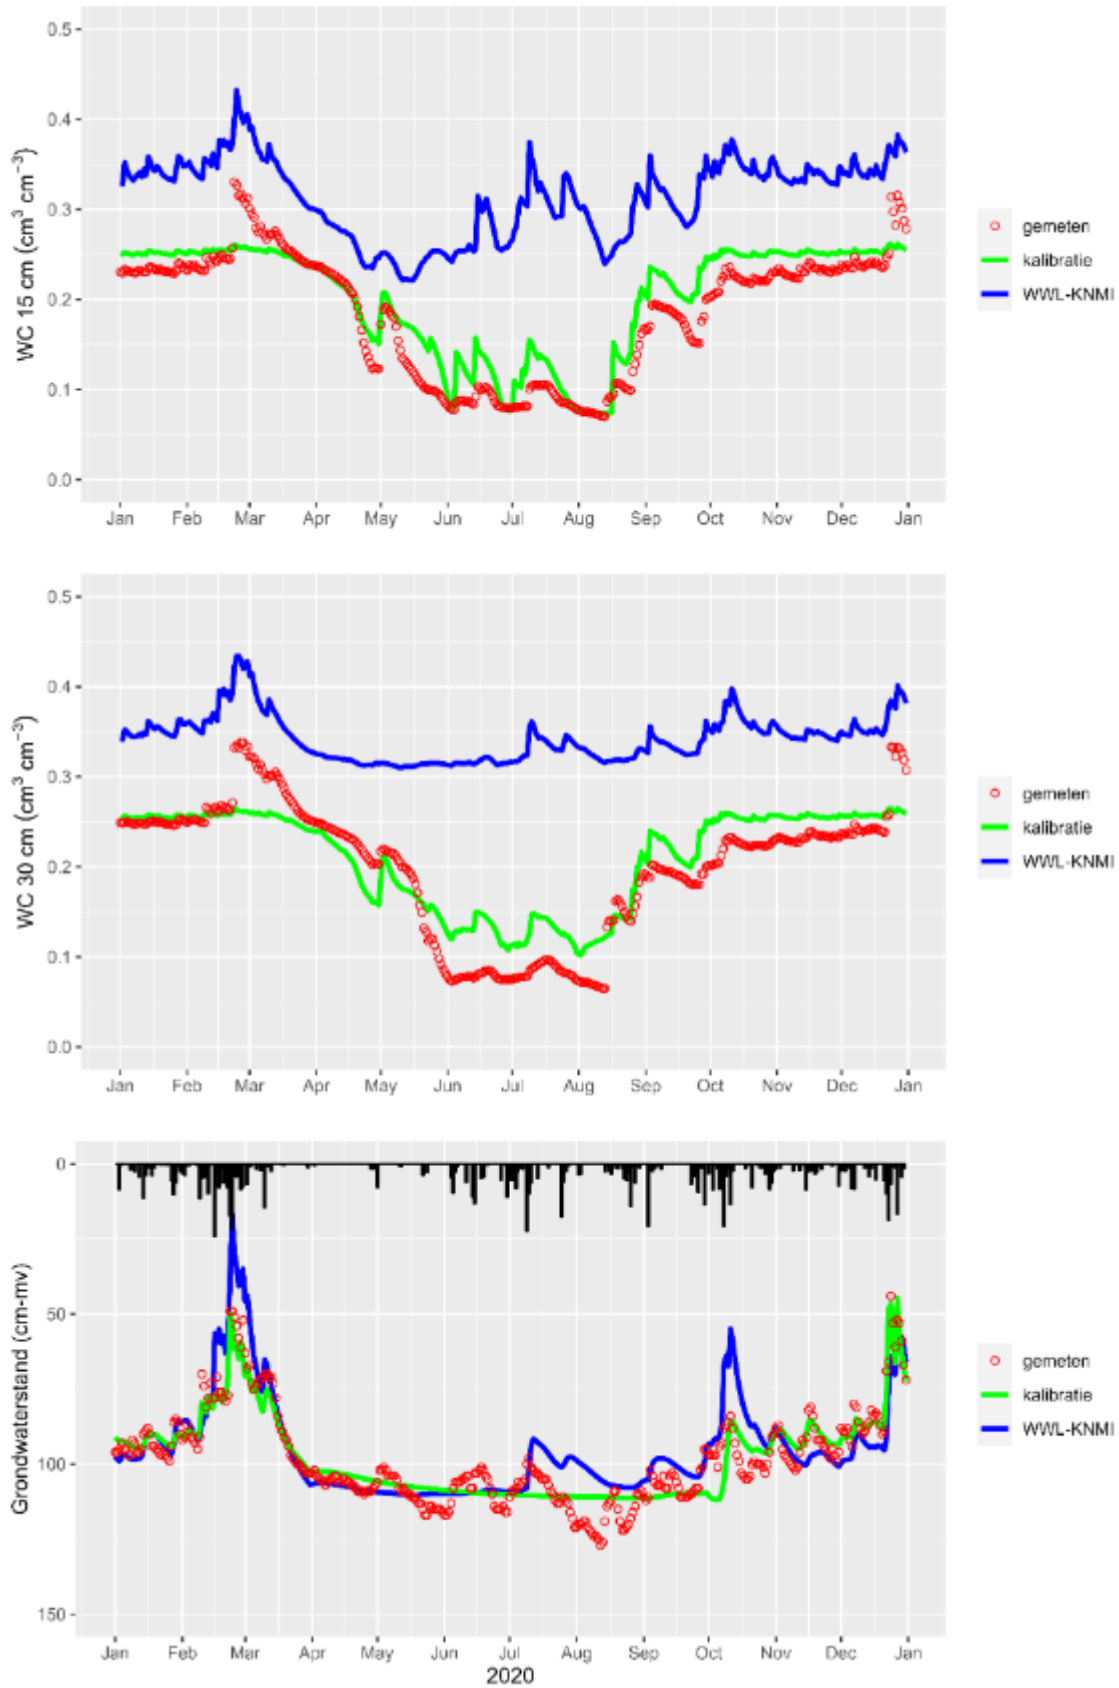 WC 15 cm (cm³ cm⁻³)
0.5
0.4
0.3
0.2
0.1
0.0
Jan Feb Mar Apr May Jun Jul Aug Sep Oct Nov Dec Jan
gemeten
kalibratie
WWL-KNMI
WC 30 cm (cm³ cm⁻³)
0.5
0.4
0.3
0.2
0.1
0.0
Jan Feb Mar Apr May Jun Jul Aug Sep Oct Nov Dec Jan
gemeten
kalibratie
WWL-KNMI
Grondwaterstand (cm-mv)
0
50
100
150
Jan Feb Mar Apr May Jun Jul Aug Sep Oct Nov Dec Jan
2020
gemeten
kalibratie
WWL-KNMI